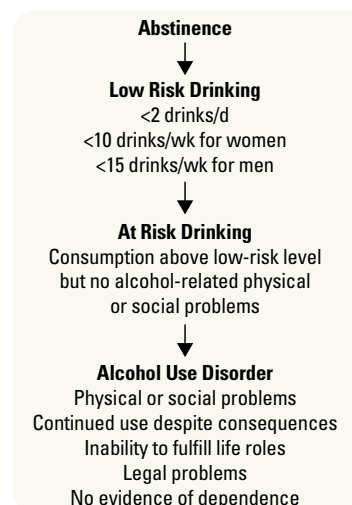 Abstinence
Low Risk Drinking
<2 drinks/d
<10 drinks/wk for women
<15 drinks/wk for men
At Risk Drinking
Consumption above low-risk level
but no alcohol-related physical
or social problems
Alcohol Use Disorder
Physical or social problems
Continued use despite consequences
Inability to fulfill life roles
Legal problems
No evidence of dependence